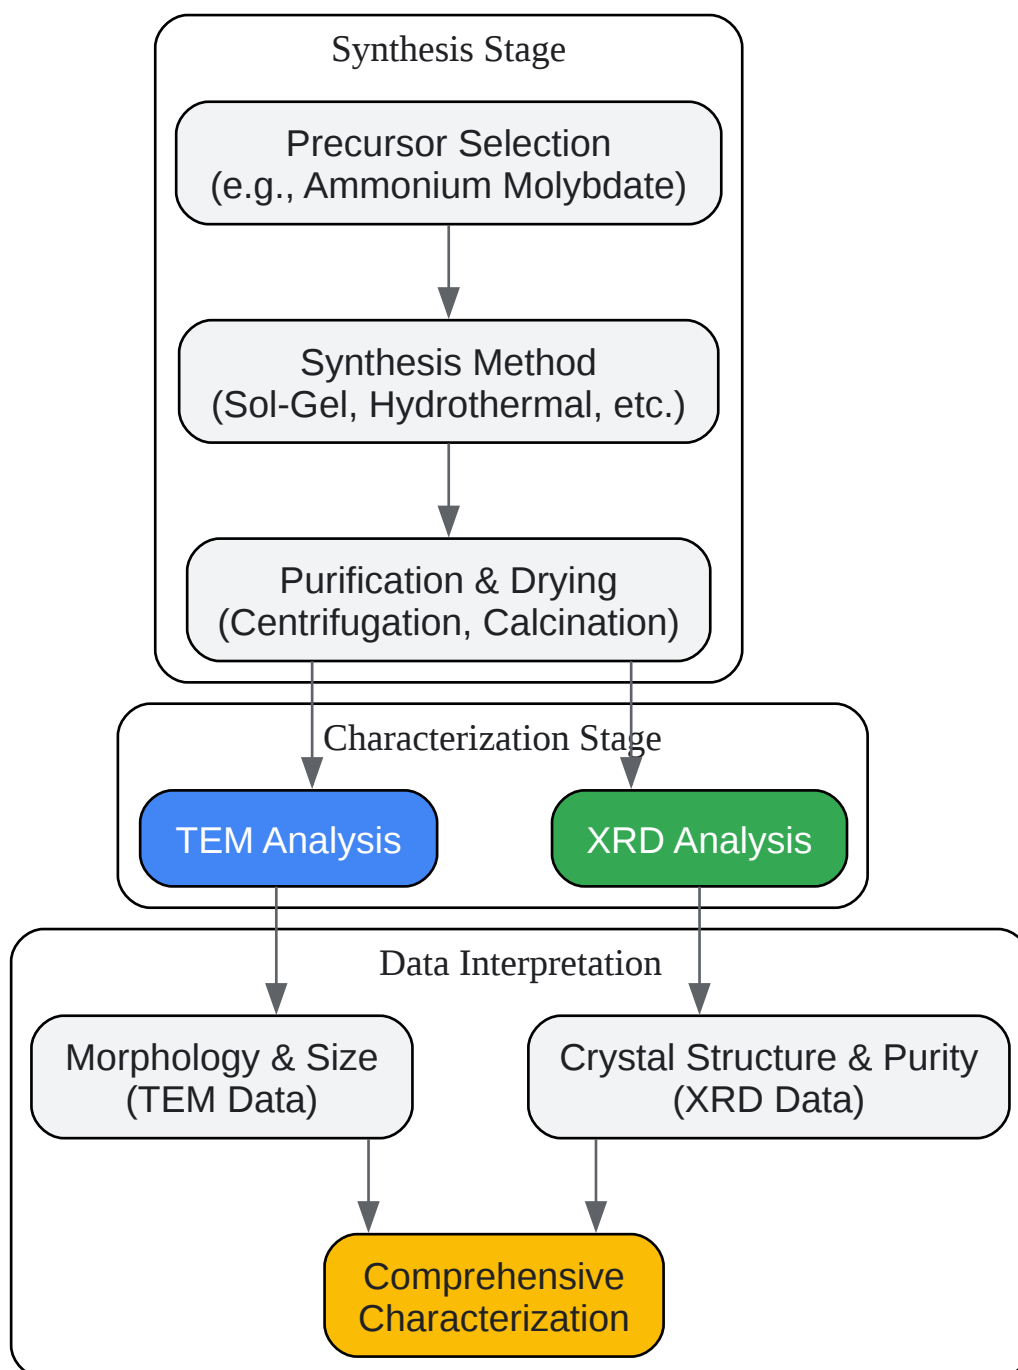 Synthesis Stage
Precursor Selection
(e.g., Ammonium Molybdate)
Synthesis Method
(Sol-Gel, Hydrothermal, etc.)
Purification & Drying
(Centrifugation, Calcination)
Characterization Stage
TEM Analysis
XRD Analysis
Data Interpretation
Morphology & Size
(TEM Data)
Crystal Structure & Purity
(XRD Data)
Comprehensive
Characterization